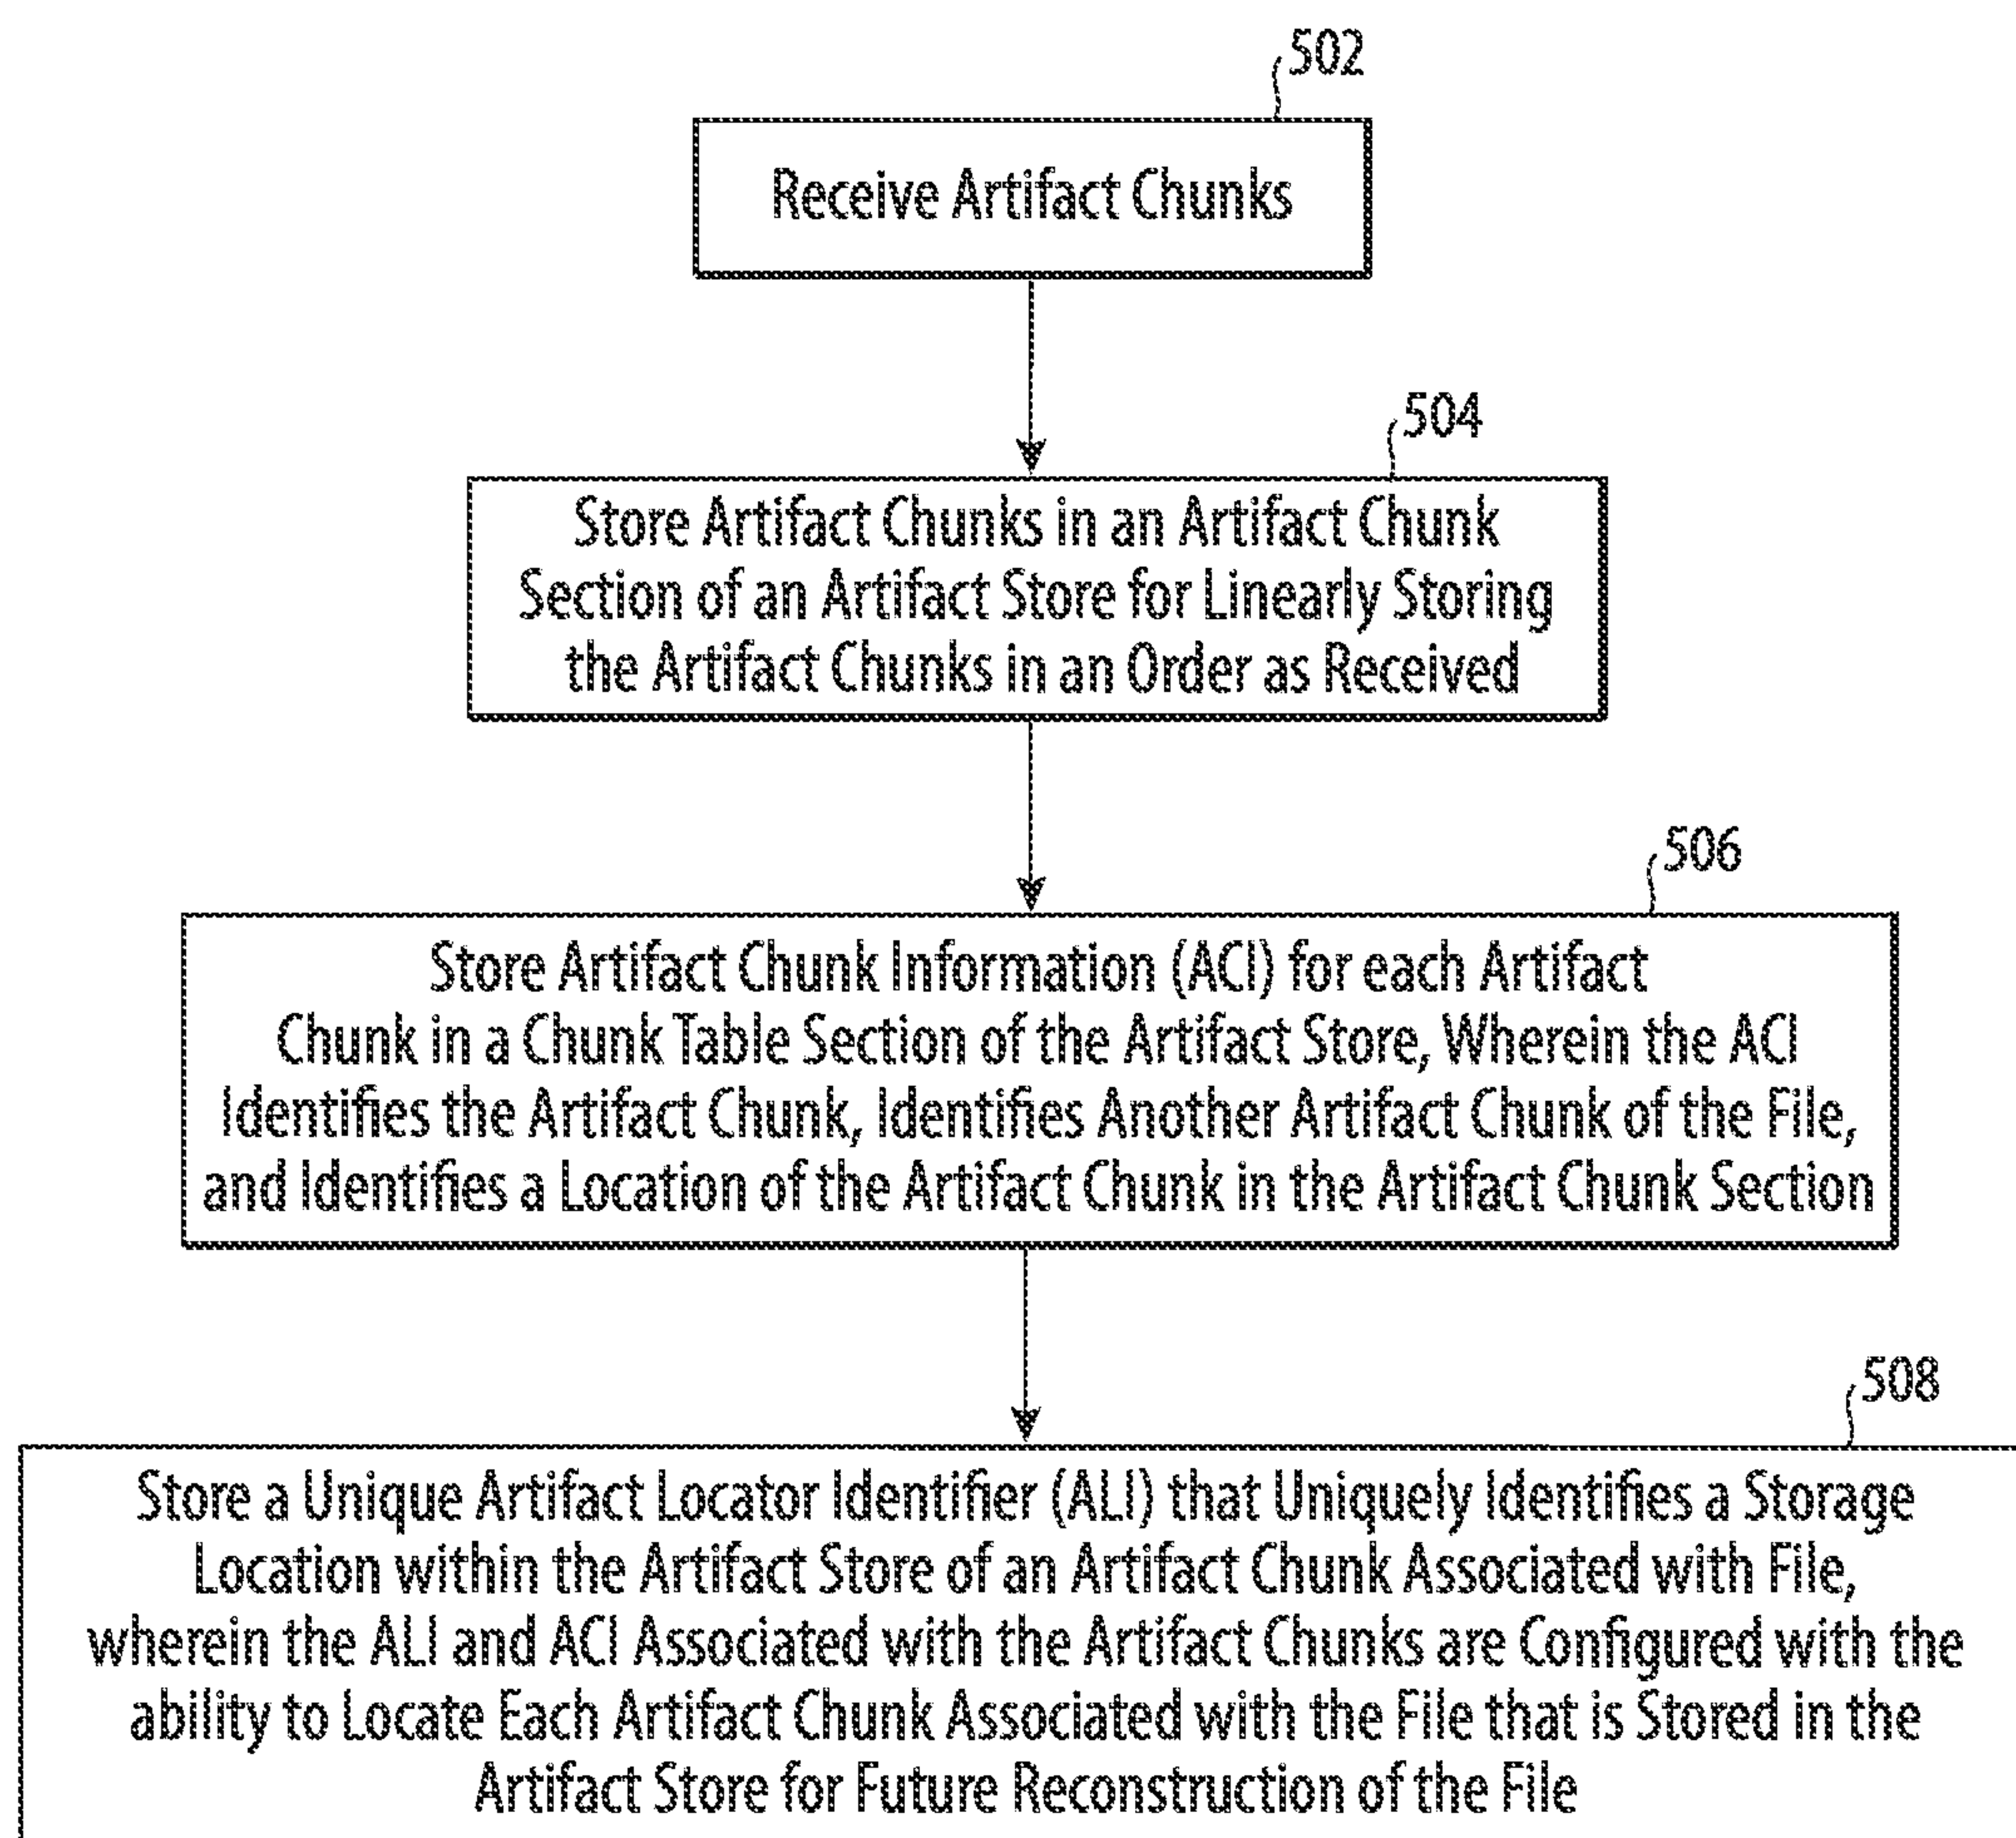 502
Receive Artifact Chunks
504
Store Artifact Chunks in an Artifact Chunk
Section of an Artifact Store for Linearly Storing
the Artifact Chunks in an Order as Received
506
Store Artifact Chunk Information (ACI) for each Artifact
Chunk in a Chunk Table Section of the Artifact Store, Wherein the ACI
Identifies the Artifact Chunk, Identifies Another Artifact Chunk of the File,
and Identifies a Location of the Artifact Chunk in the Artifact Chunk Section
508
Store a Unique Artifact Locator Identifier (ALI) that Uniquely Identifies a Storage
Location within the Artifact Store of an Artifact Chunk Associated with File,
wherein the ALI and ACI Associated with the Artifact Chunks are Configured with the
ability to Locate Each Artifact Chunk Associated with the File that is Stored in the
Artifact Store for Future Reconstruction of the File